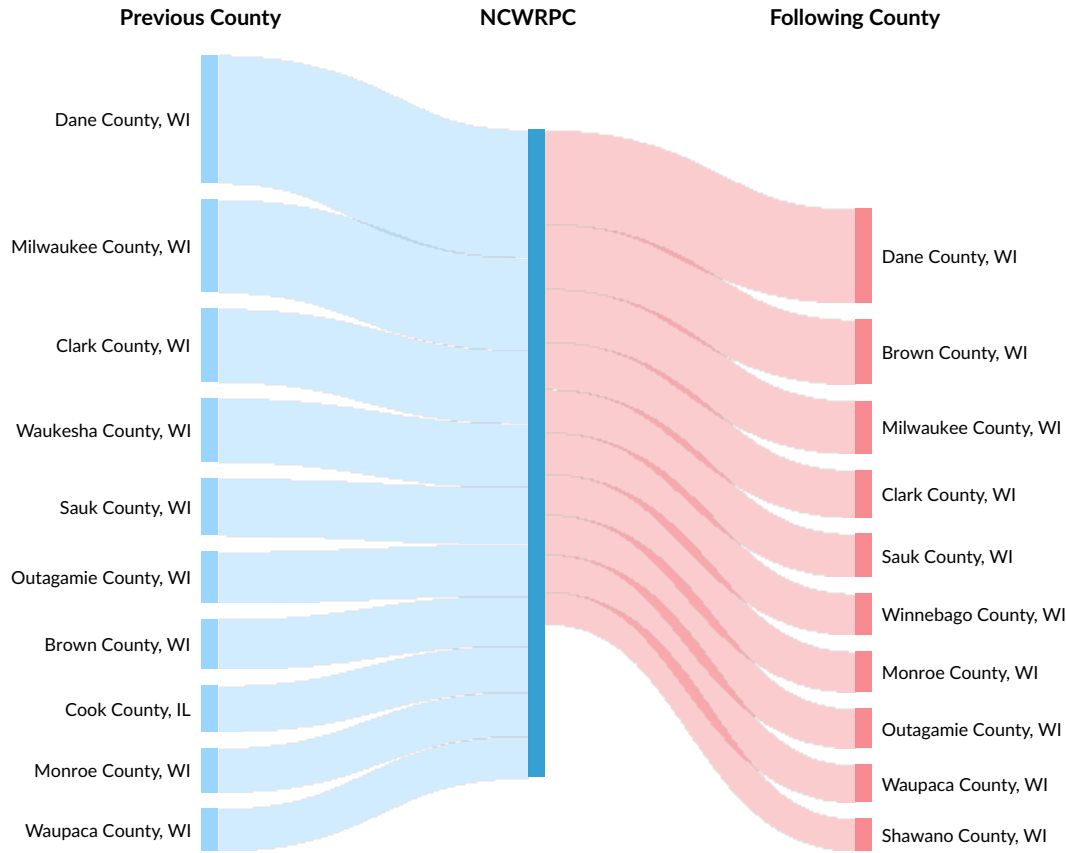 Previous County
NCWRPC
Following County
Dane County, WI
Milwaukee County, WI
Clark County, WI
Waukesha County, WI
Sauk County, WI
Outagamie County, WI
Brown County, WI
Cook County, IL
Monroe County, WI
Waupaca County, WI
Dane County, WI
Brown County, WI
Milwaukee County, WI
Clark County, WI
Sauk County, WI
Winnebago County, WI
Monroe County, WI
Outagamie County, WI
Waupaca County, WI
Shawano County, WI